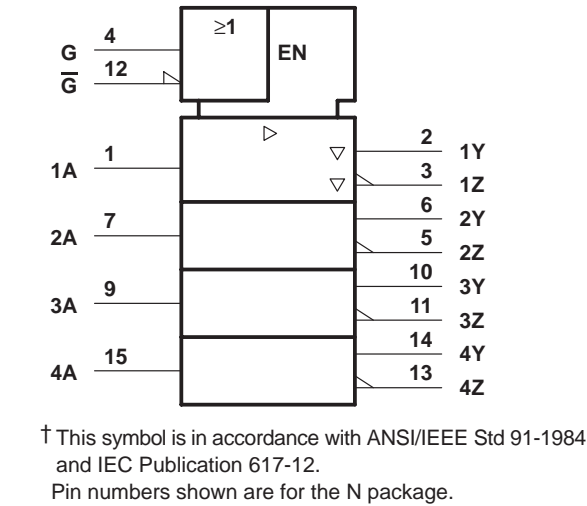 ≥1
EN
G 4
G̅ 12
1A 1
2 1Y
3 1Z
2A 7
6 2Y
5 2Z
3A 9
10 3Y
11 3Z
4A 15
14 4Y
13 4Z
† This symbol is in accordance with ANSI/IEEE Std 91-1984
and IEC Publication 617-12.
Pin numbers shown are for the N package.